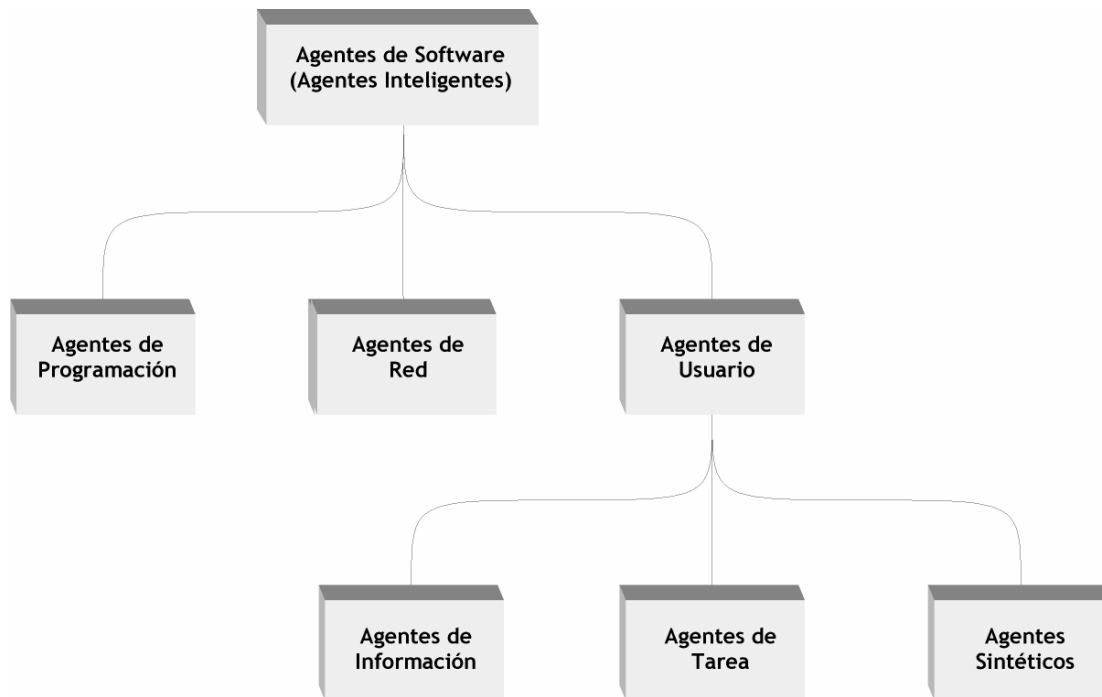 Agentes de Software
(Agentes Inteligentes)
Agentes de
Programación
Agentes de
Red
Agentes de
Usuario
Agentes de
Información
Agentes de
Tarea
Agentes
Sintéticos